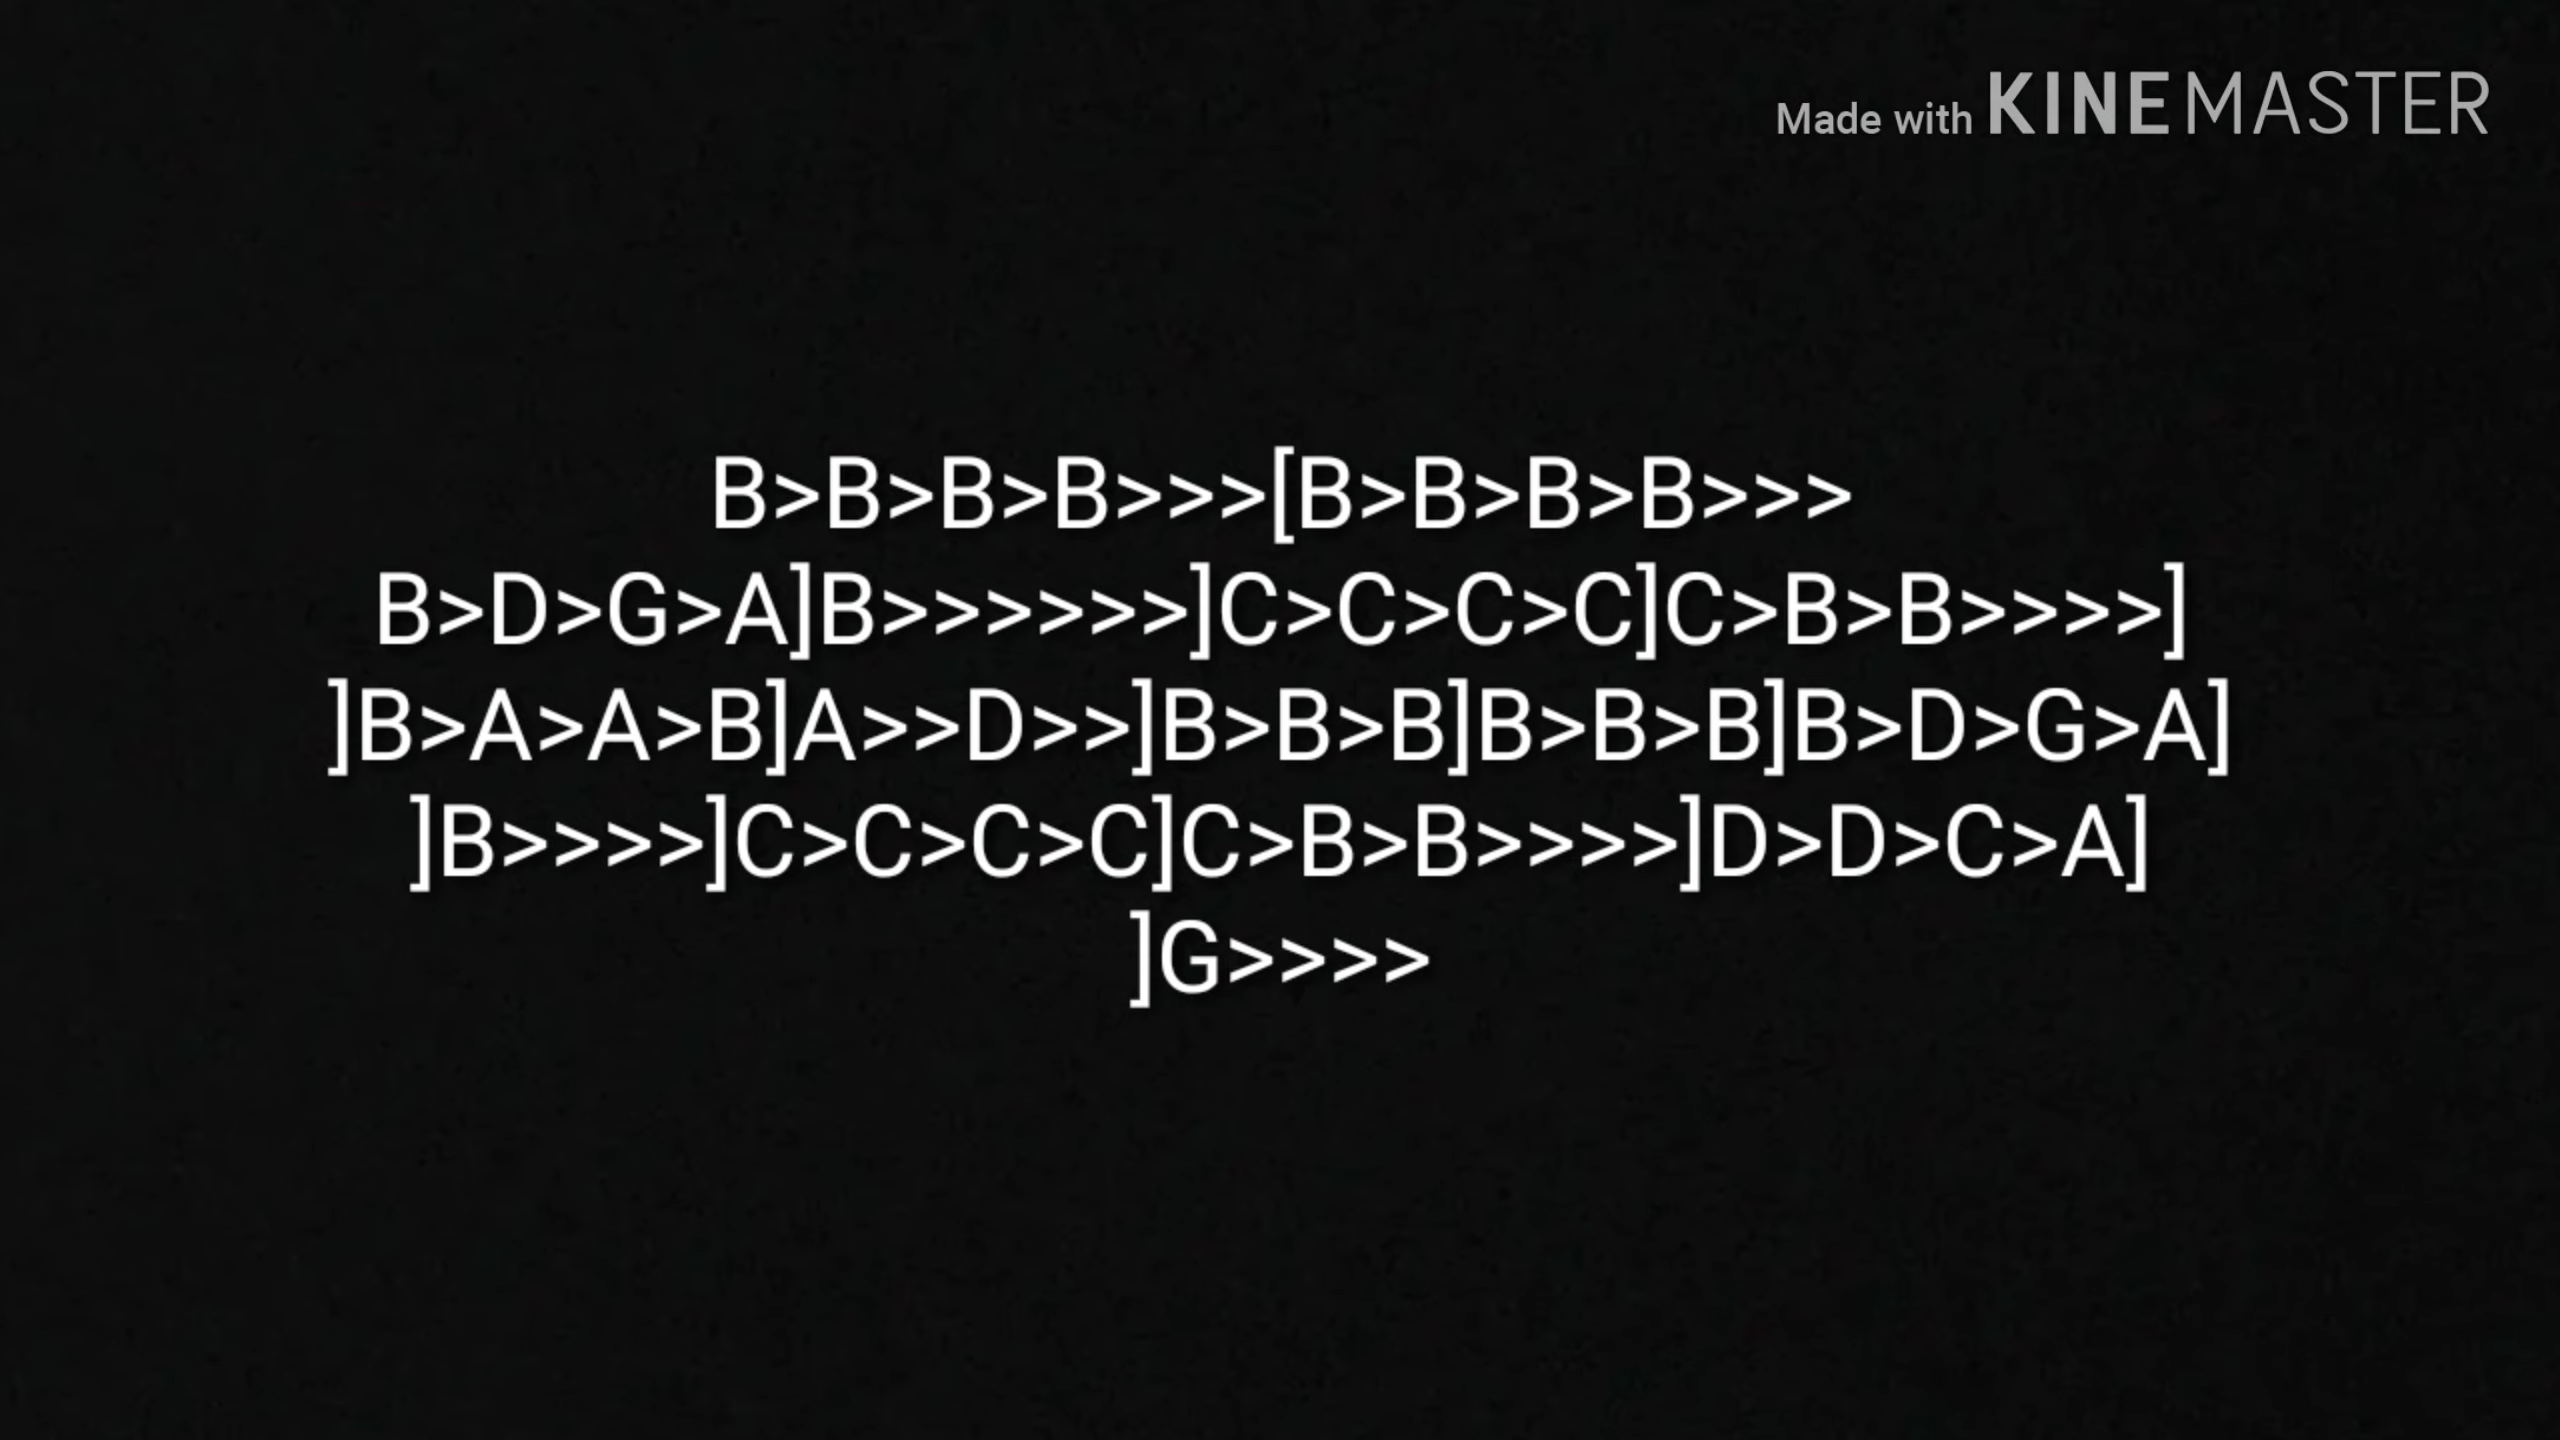 Made with KINEMASTER
B>B>B>B>>>[B>B>B>B>>>
B>D>G>A]B>>>>>>]C>C>C>C]C>B>B>>>>]
]B>A>A>B]A>>D>>]B>B>B]B>B>B]B>D>G>A]
]B>>>>]C>C>C>C]C>B>B>>>>]D>D>C>A]
]G>>>>